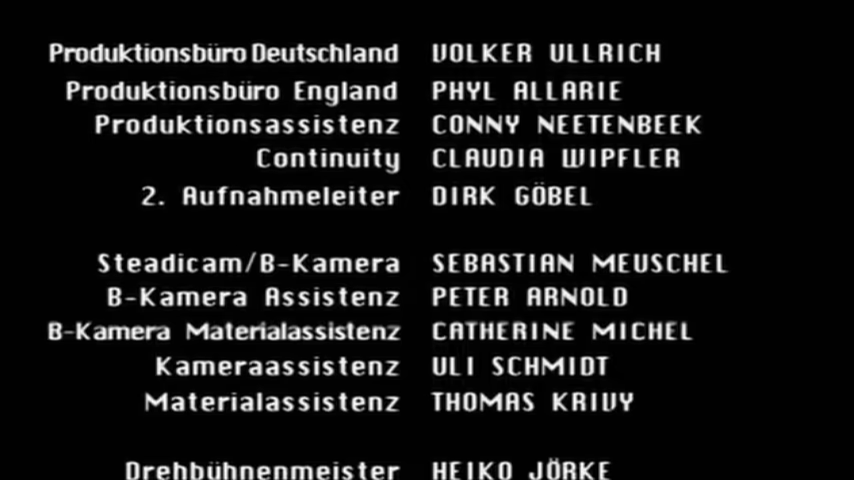 Produktionsbüro Deutschland VOLKER ULLRICH
Produktionsbüro England PHYL ALLARIE
Produktionsassistenz CONNY NEETENBEEK
Continuity CLAUDIA WIPFLER
2. Aufnahmeleiter DIRK GÖBEL
Steadicam/B-Kamera SEBASTIAN MEUSCHEL
B-Kamera Assistenz PETER ARNOLD
B-Kamera Materialassistenz CATHERINE MICHEL
Kameraassistenz ULI SCHMIDT
Materialassistenz THOMAS KRIVY
Drehbühnenmeister HEIKO JÖRKE